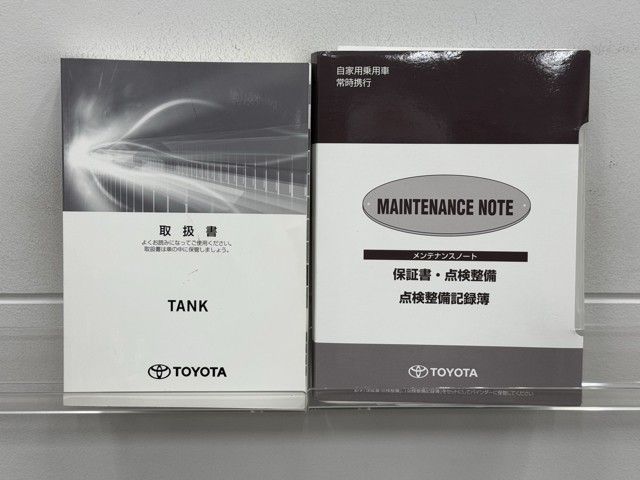 取扱書
よくお読みになってご使用ください。
取扱書は車の中に保管しましょう。
TANK
TOYOTA
自家用乗用車
常時携行
MAINTENANCE NOTE
メンテナンスノート
保証書・点検整備
点検整備記録簿
TOYOTA